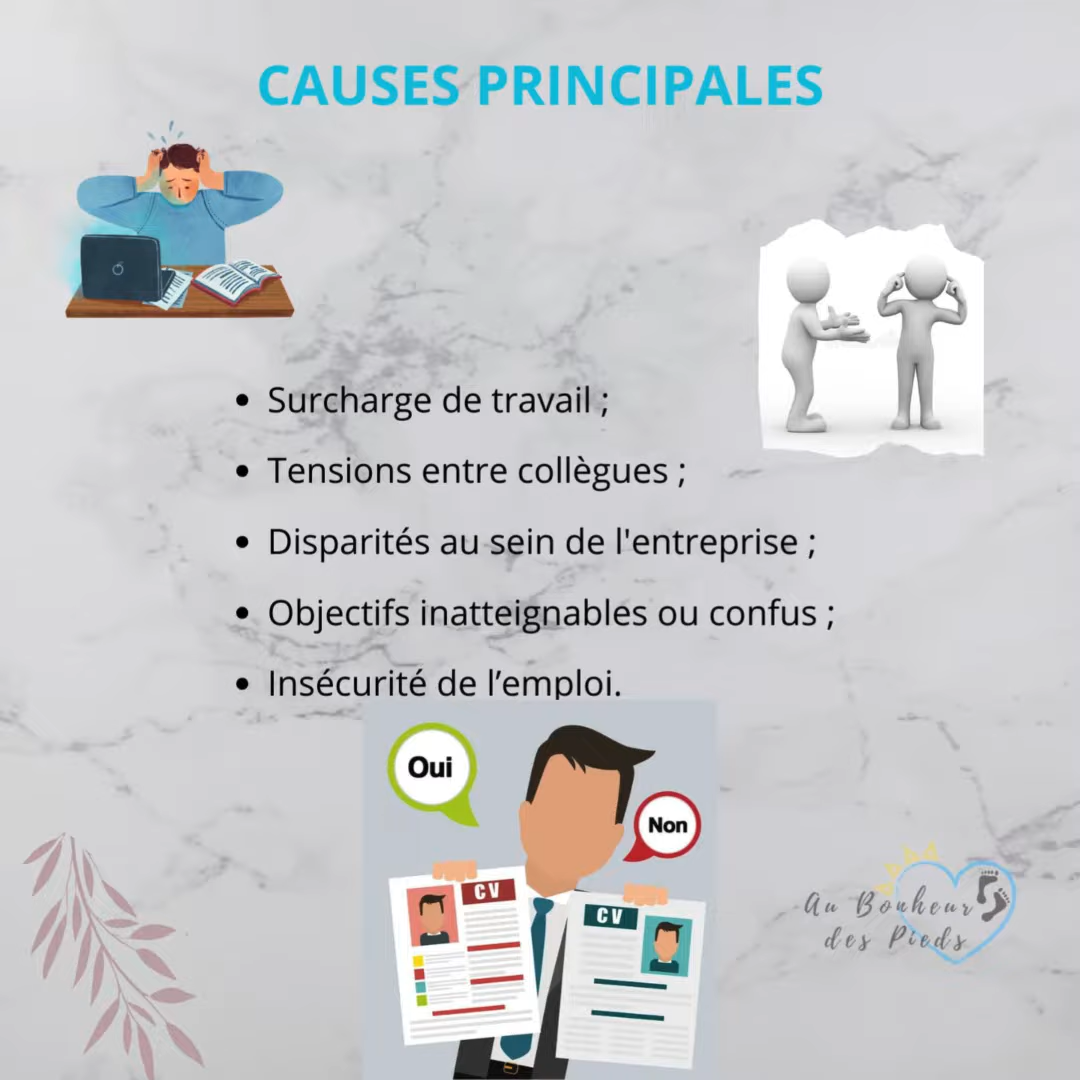 CAUSES PRINCIPALES
• Surcharge de travail ;
• Tensions entre collègues ;
• Disparités au sein de l'entreprise ;
• Objectifs inatteignables ou confus ;
• Insécurité de l’emploi.
Oui
Non
CV
CV
Au Bonheur
des Pieds